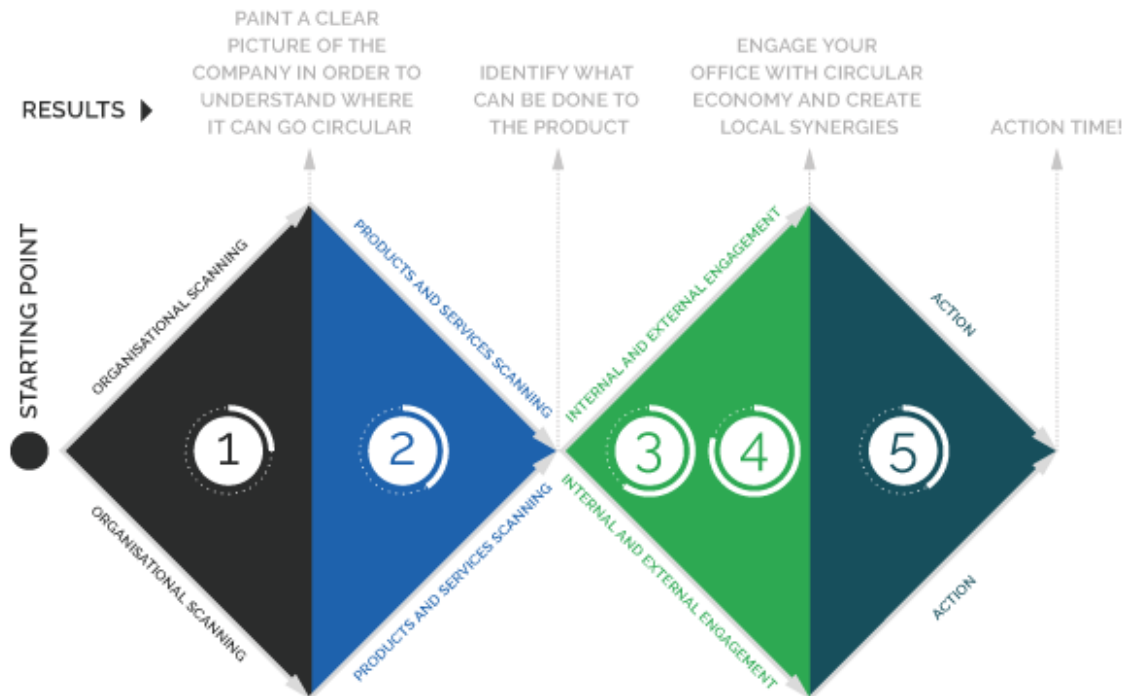 PAINT A CLEAR
PICTURE OF THE
COMPANY IN ORDER TO
UNDERSTAND WHERE
IT CAN GO CIRCULAR
IDENTIFY WHAT
CAN BE DONE TO
THE PRODUCT
ENGAGE YOUR
OFFICE WITH CIRCULAR
ECONOMY AND CREATE
LOCAL SYNERGIES
ACTION TIME!
RESULTS
STARTING POINT
ORGANISATIONAL SCANNING
PRODUCTS AND SERVICES SCANNING
INTERNAL AND EXTERNAL ENGAGEMENT
ACTION
1
2
3
4
5
ORGANISATIONAL SCANNING
PRODUCTS AND SERVICES SCANNING
INTERNAL AND EXTERNAL ENGAGEMENT
ACTION